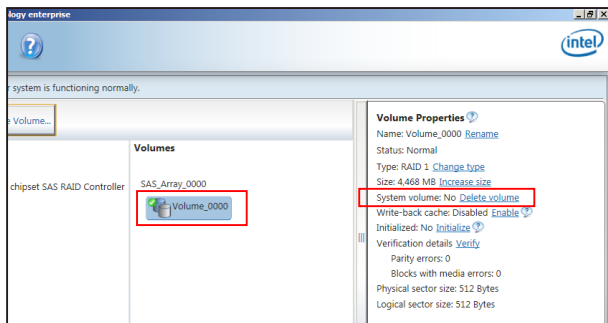 ology enterprise
intel
r system is functioning normally.
e Volume...
Volumes
chipset SAS RAID Controller
SAS_Array_0000
Volume_0000
Volume Properties
Name: Volume_0000 Rename
Status: Normal
Type: RAID 1 Change type
Size: 4,468 MB Increase size
System volume: No Delete volume
Write-back cache: Disabled Enable
Initialized: No Initialize
Verification details Verify
Parity errors: 0
Blocks with media errors: 0
Physical sector size: 512 Bytes
Logical sector size: 512 Bytes